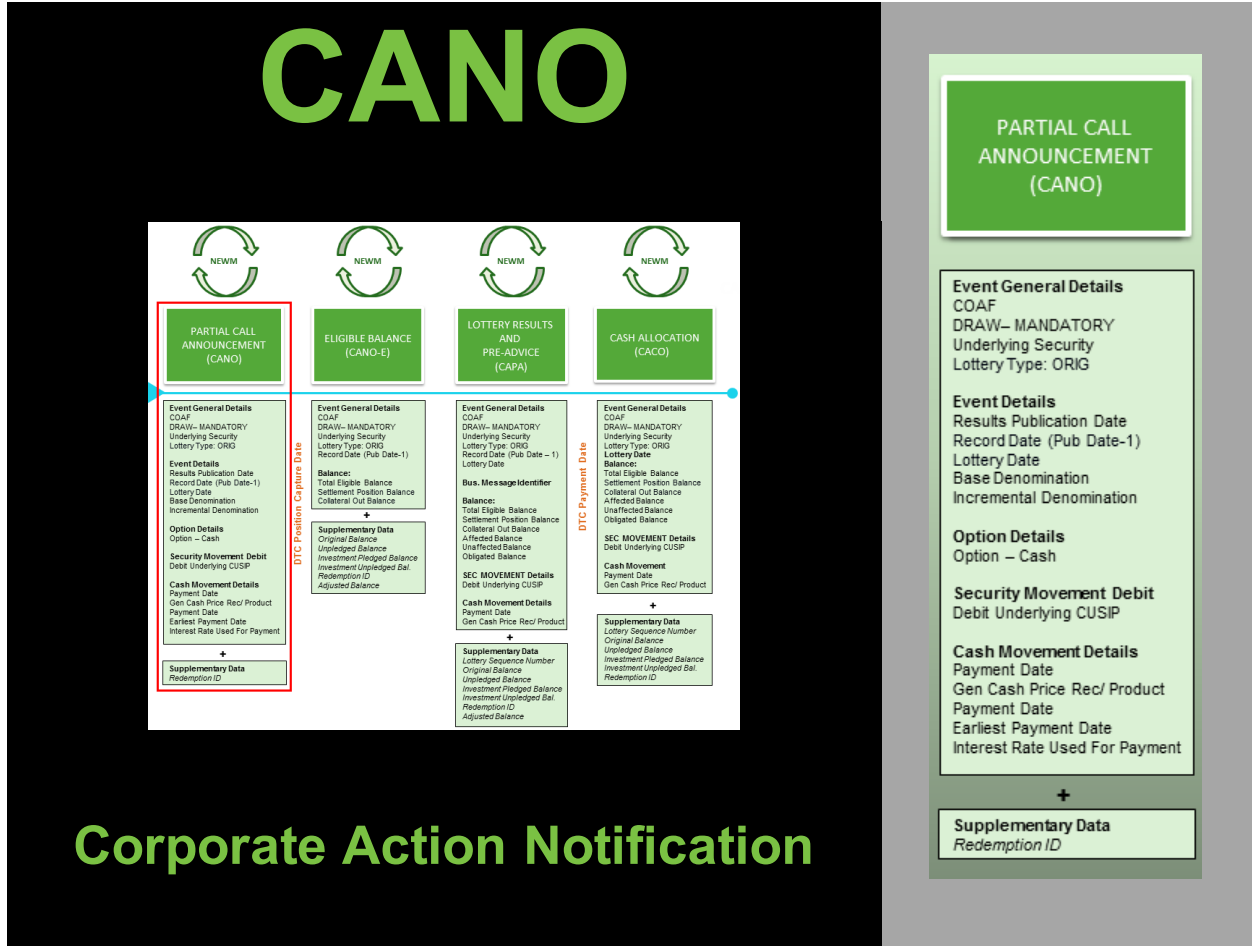 CANO
NEWM
NEWM
NEWM
NEWM
PARTIAL CALL
ANNOUNCEMENT
(CANO)
ELIGIBLE BALANCE
(CANO-E)
LOTTERY RESULTS
AND
PRE-ADVICE
(CAPA)
CASH ALLOCATION
(CACO)
Event General Details
COAF
DRAW– MANDATORY
Underlying Security
Lottery Type: ORIG
Event Details
Results Publication Date
Record Date (Pub Date-1)
Lottery Date
Base Denomination
Incremental Denomination
Option Details
Option – Cash
Security Movement Debit
Debit Underlying CUSIP
Cash Movement Details
Payment Date
Gen Cash Price Rec/ Product
Payment Date
Earliest Payment Date
Interest Rate Used For Payment
+
Supplementary Data
Redemption ID
DTC Position Capture Date
Event General Details
COAF
DRAW– MANDATORY
Underlying Security
Lottery Type: ORIG
Record Date (Pub Date-1)
Balance:
Total Eligible Balance
Settlement Position Balance
Collateral Out Balance
+
Supplementary Data
Original Balance
Unpledged Balance
Investment Pledged Balance
Investment Unpledged Bal.
Redemption ID
Adjusted Balance
Event General Details
COAF
DRAW– MANDATORY
Underlying Security
Lottery Type: ORIG
Record Date (Pub Date – 1)
Lottery Date
Bus. Message Identifier
Balance:
Total Eligible Balance
Settlement Position Balance
Collateral Out Balance
Affected Balance
Unaffected Balance
Obligated Balance
SEC MOVEMENT Details
Debit Underlying CUSIP
Cash Movement Details
Payment Date
Gen Cash Price Rec/ Product
+
Supplementary Data
Lottery Sequence Number
Original Balance
Unpledged Balance
Investment Pledged Balance
Investment Unpledged Bal.
Redemption ID
Adjusted Balance
DTC Payment Date
Event General Details
COAF
DRAW– MANDATORY
Underlying Security
Lottery Type: ORIG
Lottery Date
Balance:
Total Eligible Balance
Settlement Position Balance
Collateral Out Balance
Affected Balance
Unaffected Balance
Obligated Balance
SEC MOVEMENT Details
Debit Underlying CUSIP
Cash Movement
Payment Date
Gen Cash Price Rec/ Product
+
Supplementary Data
Lottery Sequence Number
Original Balance
Unpledged Balance
Investment Pledged Balance
Investment Unpledged Bal.
Redemption ID
Corporate Action Notification
PARTIAL CALL
ANNOUNCEMENT
(CANO)
Event General Details
COAF
DRAW– MANDATORY
Underlying Security
Lottery Type: ORIG
Event Details
Results Publication Date
Record Date (Pub Date-1)
Lottery Date
Base Denomination
Incremental Denomination
Option Details
Option – Cash
Security Movement Debit
Debit Underlying CUSIP
Cash Movement Details
Payment Date
Gen Cash Price Rec/ Product
Payment Date
Earliest Payment Date
Interest Rate Used For Payment
+
Supplementary Data
Redemption ID